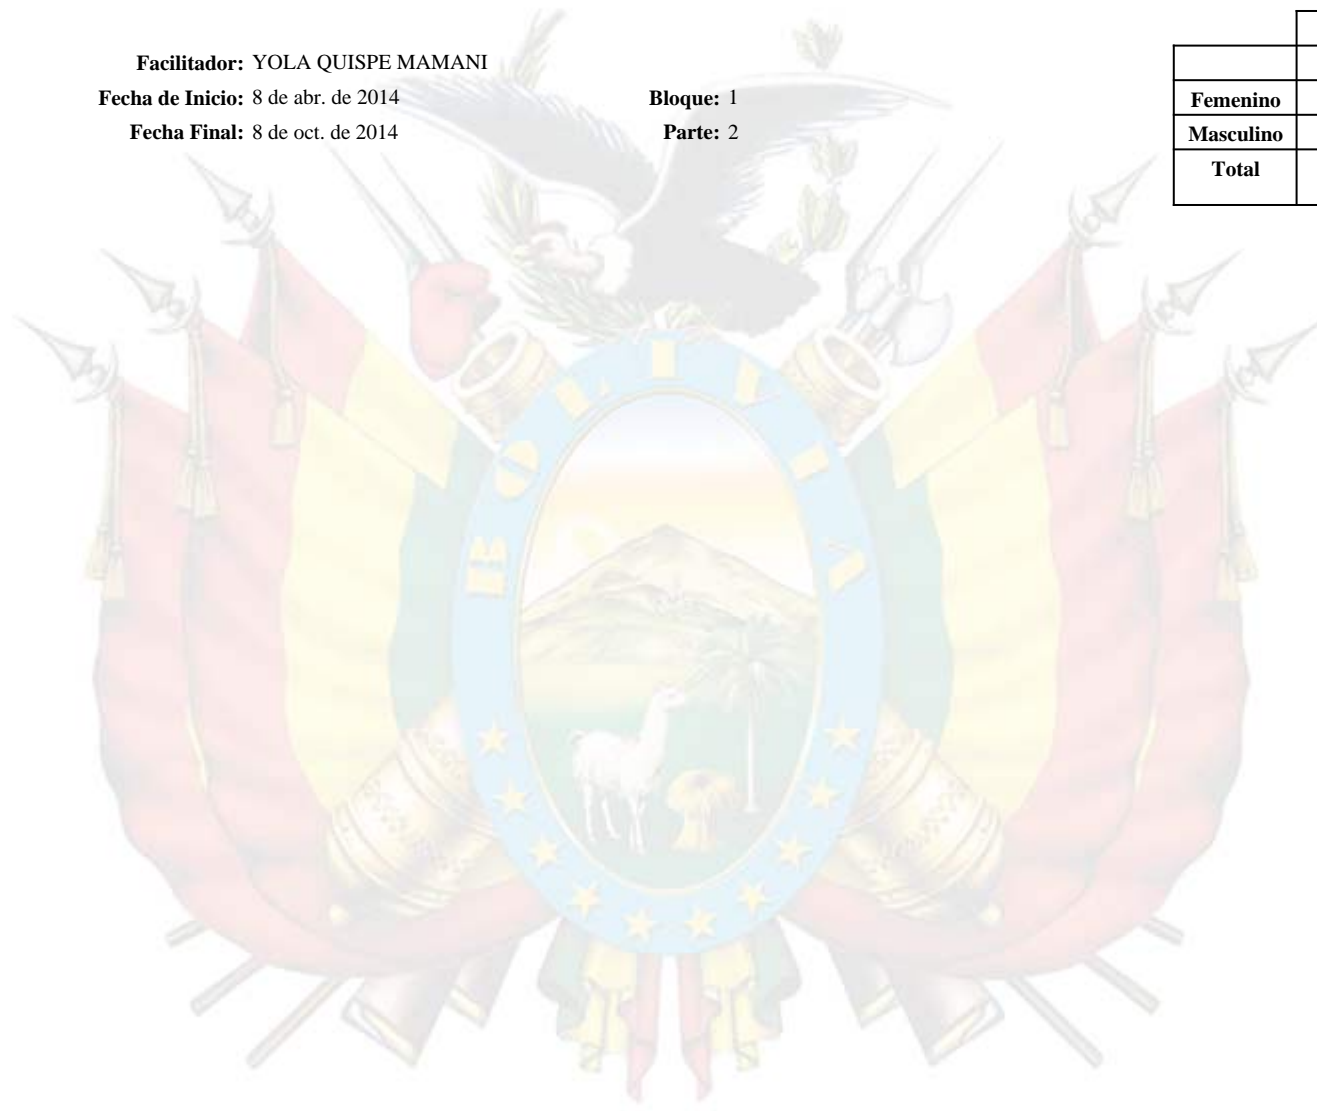 Facilitador: YOLA QUISPE MAMANI
Fecha de Inicio: 8 de abr. de 2014 Bloque: 1
Fecha Final: 8 de oct. de 2014 Parte: 2
Femenino
Masculino
Total
BOLIVIA